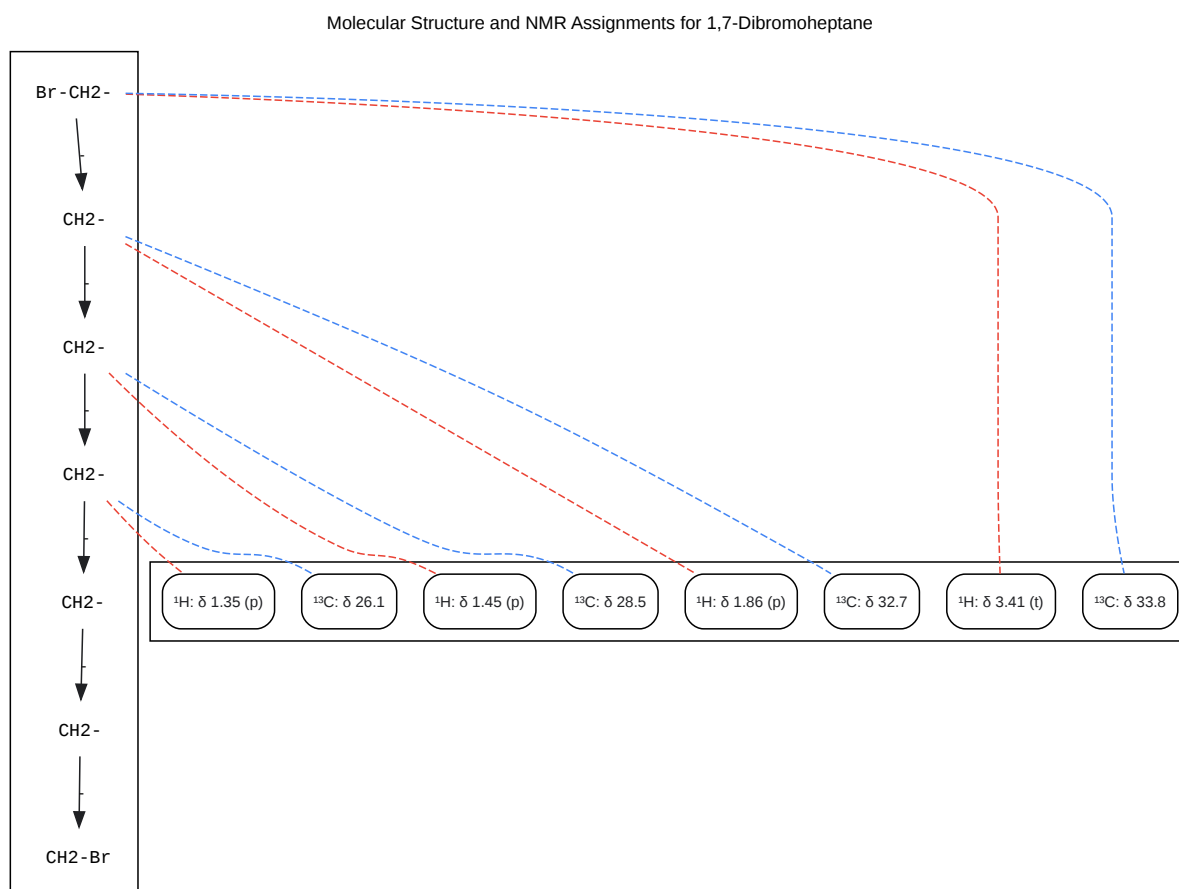 Molecular Structure and NMR Assignments for 1,7-Dibromoheptane
Br-CH2-
CH2-
CH2-
CH2-
CH2-
¹H: δ 1.35 (p)
¹³C: δ 26.1
¹H: δ 1.45 (p)
¹³C: δ 28.5
¹H: δ 1.86 (p)
¹³C: δ 32.7
¹H: δ 3.41 (t)
¹³C: δ 33.8
CH2-
CH2-Br